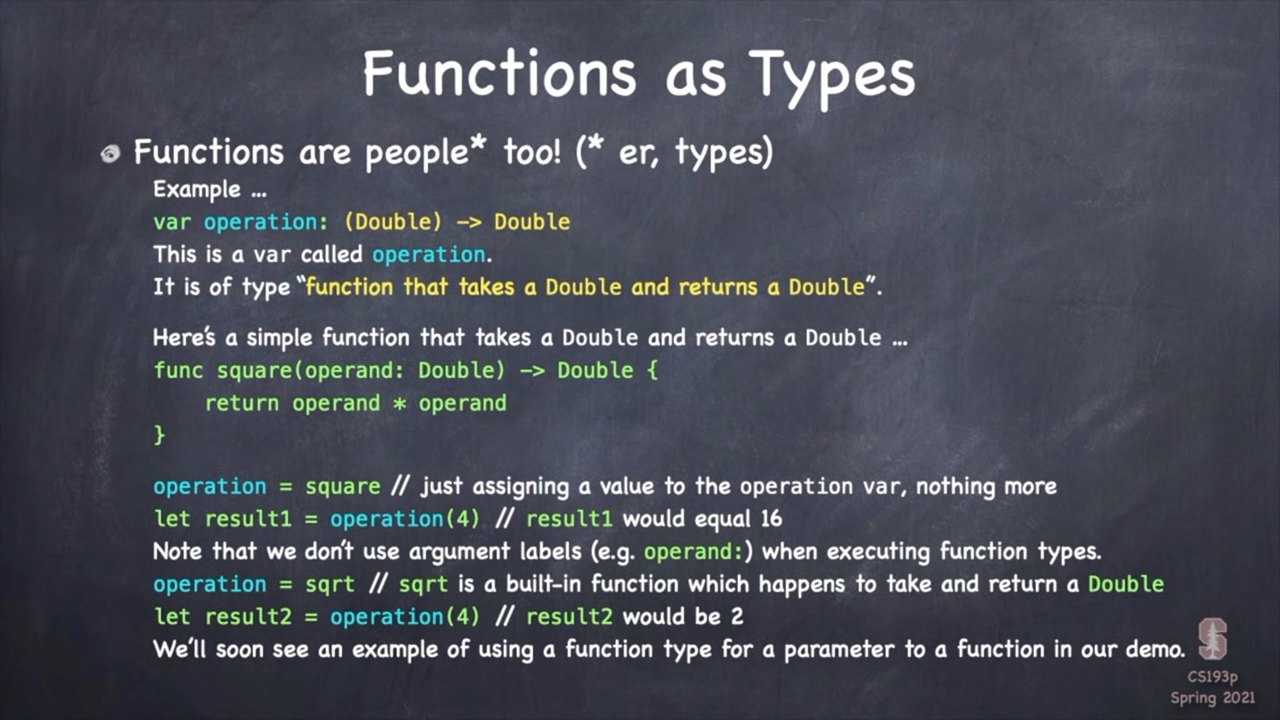 Functions as Types
Functions are people* too! (* er, types)
Example ...
var operation: (Double) -> Double
This is a var called operation.
It is of type “function that takes a Double and returns a Double”.
Here’s a simple function that takes a Double and returns a Double ...
func square(operand: Double) -> Double {
    return operand * operand
}
operation = square // just assigning a value to the operation var, nothing more
let result1 = operation(4) // result1 would equal 16
Note that we don’t use argument labels (e.g. operand:) when executing function types.
operation = sqrt // sqrt is a built-in function which happens to take and return a Double
let result2 = operation(4) // result2 would be 2
We’ll soon see an example of using a function type for a parameter to a function in our demo.
S
CS193p
Spring 2021